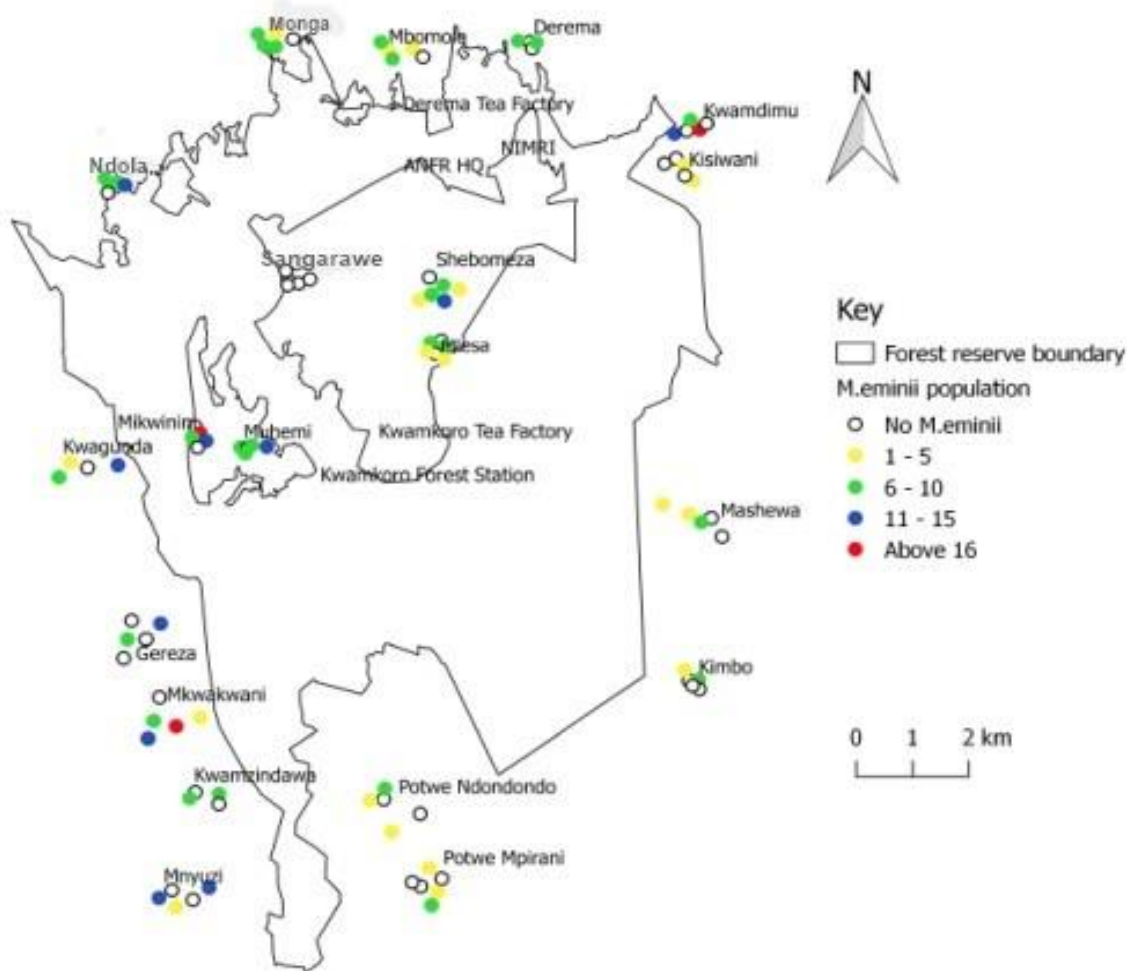 Monga
Mbomole
Derema
Derema Tea Factory
N
Kwamdimu
NIMRI
Kisiwani
Ndola
ANFR HQ
Sangarawe
Shebomeza
Key
Forest reserve boundary
M.eminii population
No M.eminii
1 - 5
6 - 10
11 - 15
Above 16
Mikwinini
Muhemi
Kwamkoro Tea Factory
Kwagunda
Kwamkoro Forest Station
Mashewa
Gereza
Kimbo
Mkwakwani
0 1 2 km
Kwamzindawa
Potwe Ndondondo
Potwe Mpirani
Mnyuzi